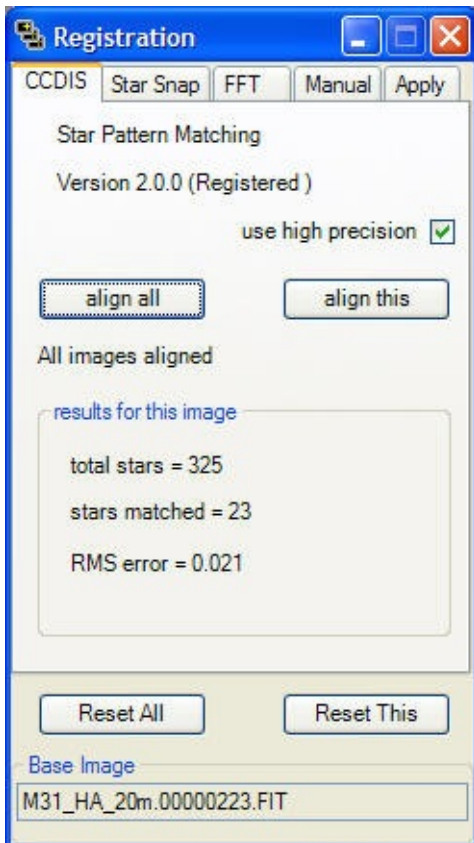 Registration
CCDIS Star Snap FFT Manual Apply
Star Pattern Matching
Version 2.0.0 (Registered )
use high precision
align all align this
All images aligned
results for this image
total stars = 325
stars matched = 23
RMS error = 0.021
Reset All Reset This
Base Image
M31_HA_20m.00000223.FIT